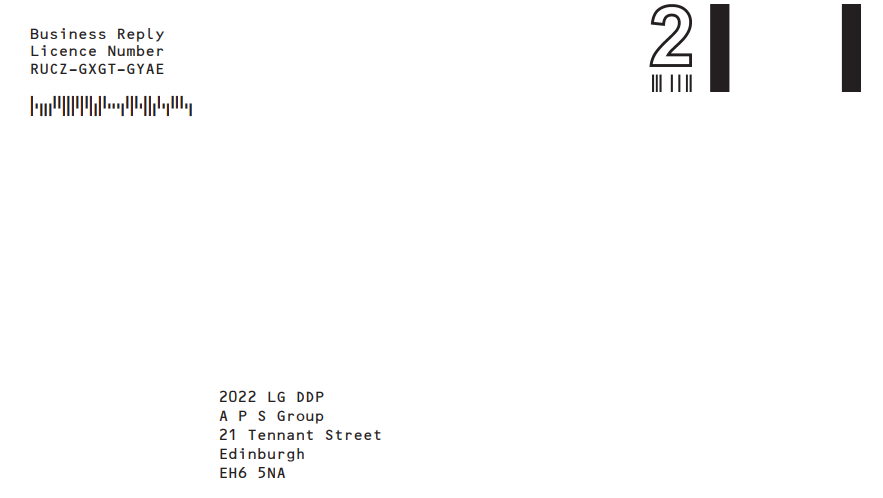 Business Reply
Licence Number
RUCZ-GXGT-GYAE
2
2022 LG DDP
A P S Group
21 Tennant Street
Edinburgh
EH6 5NA